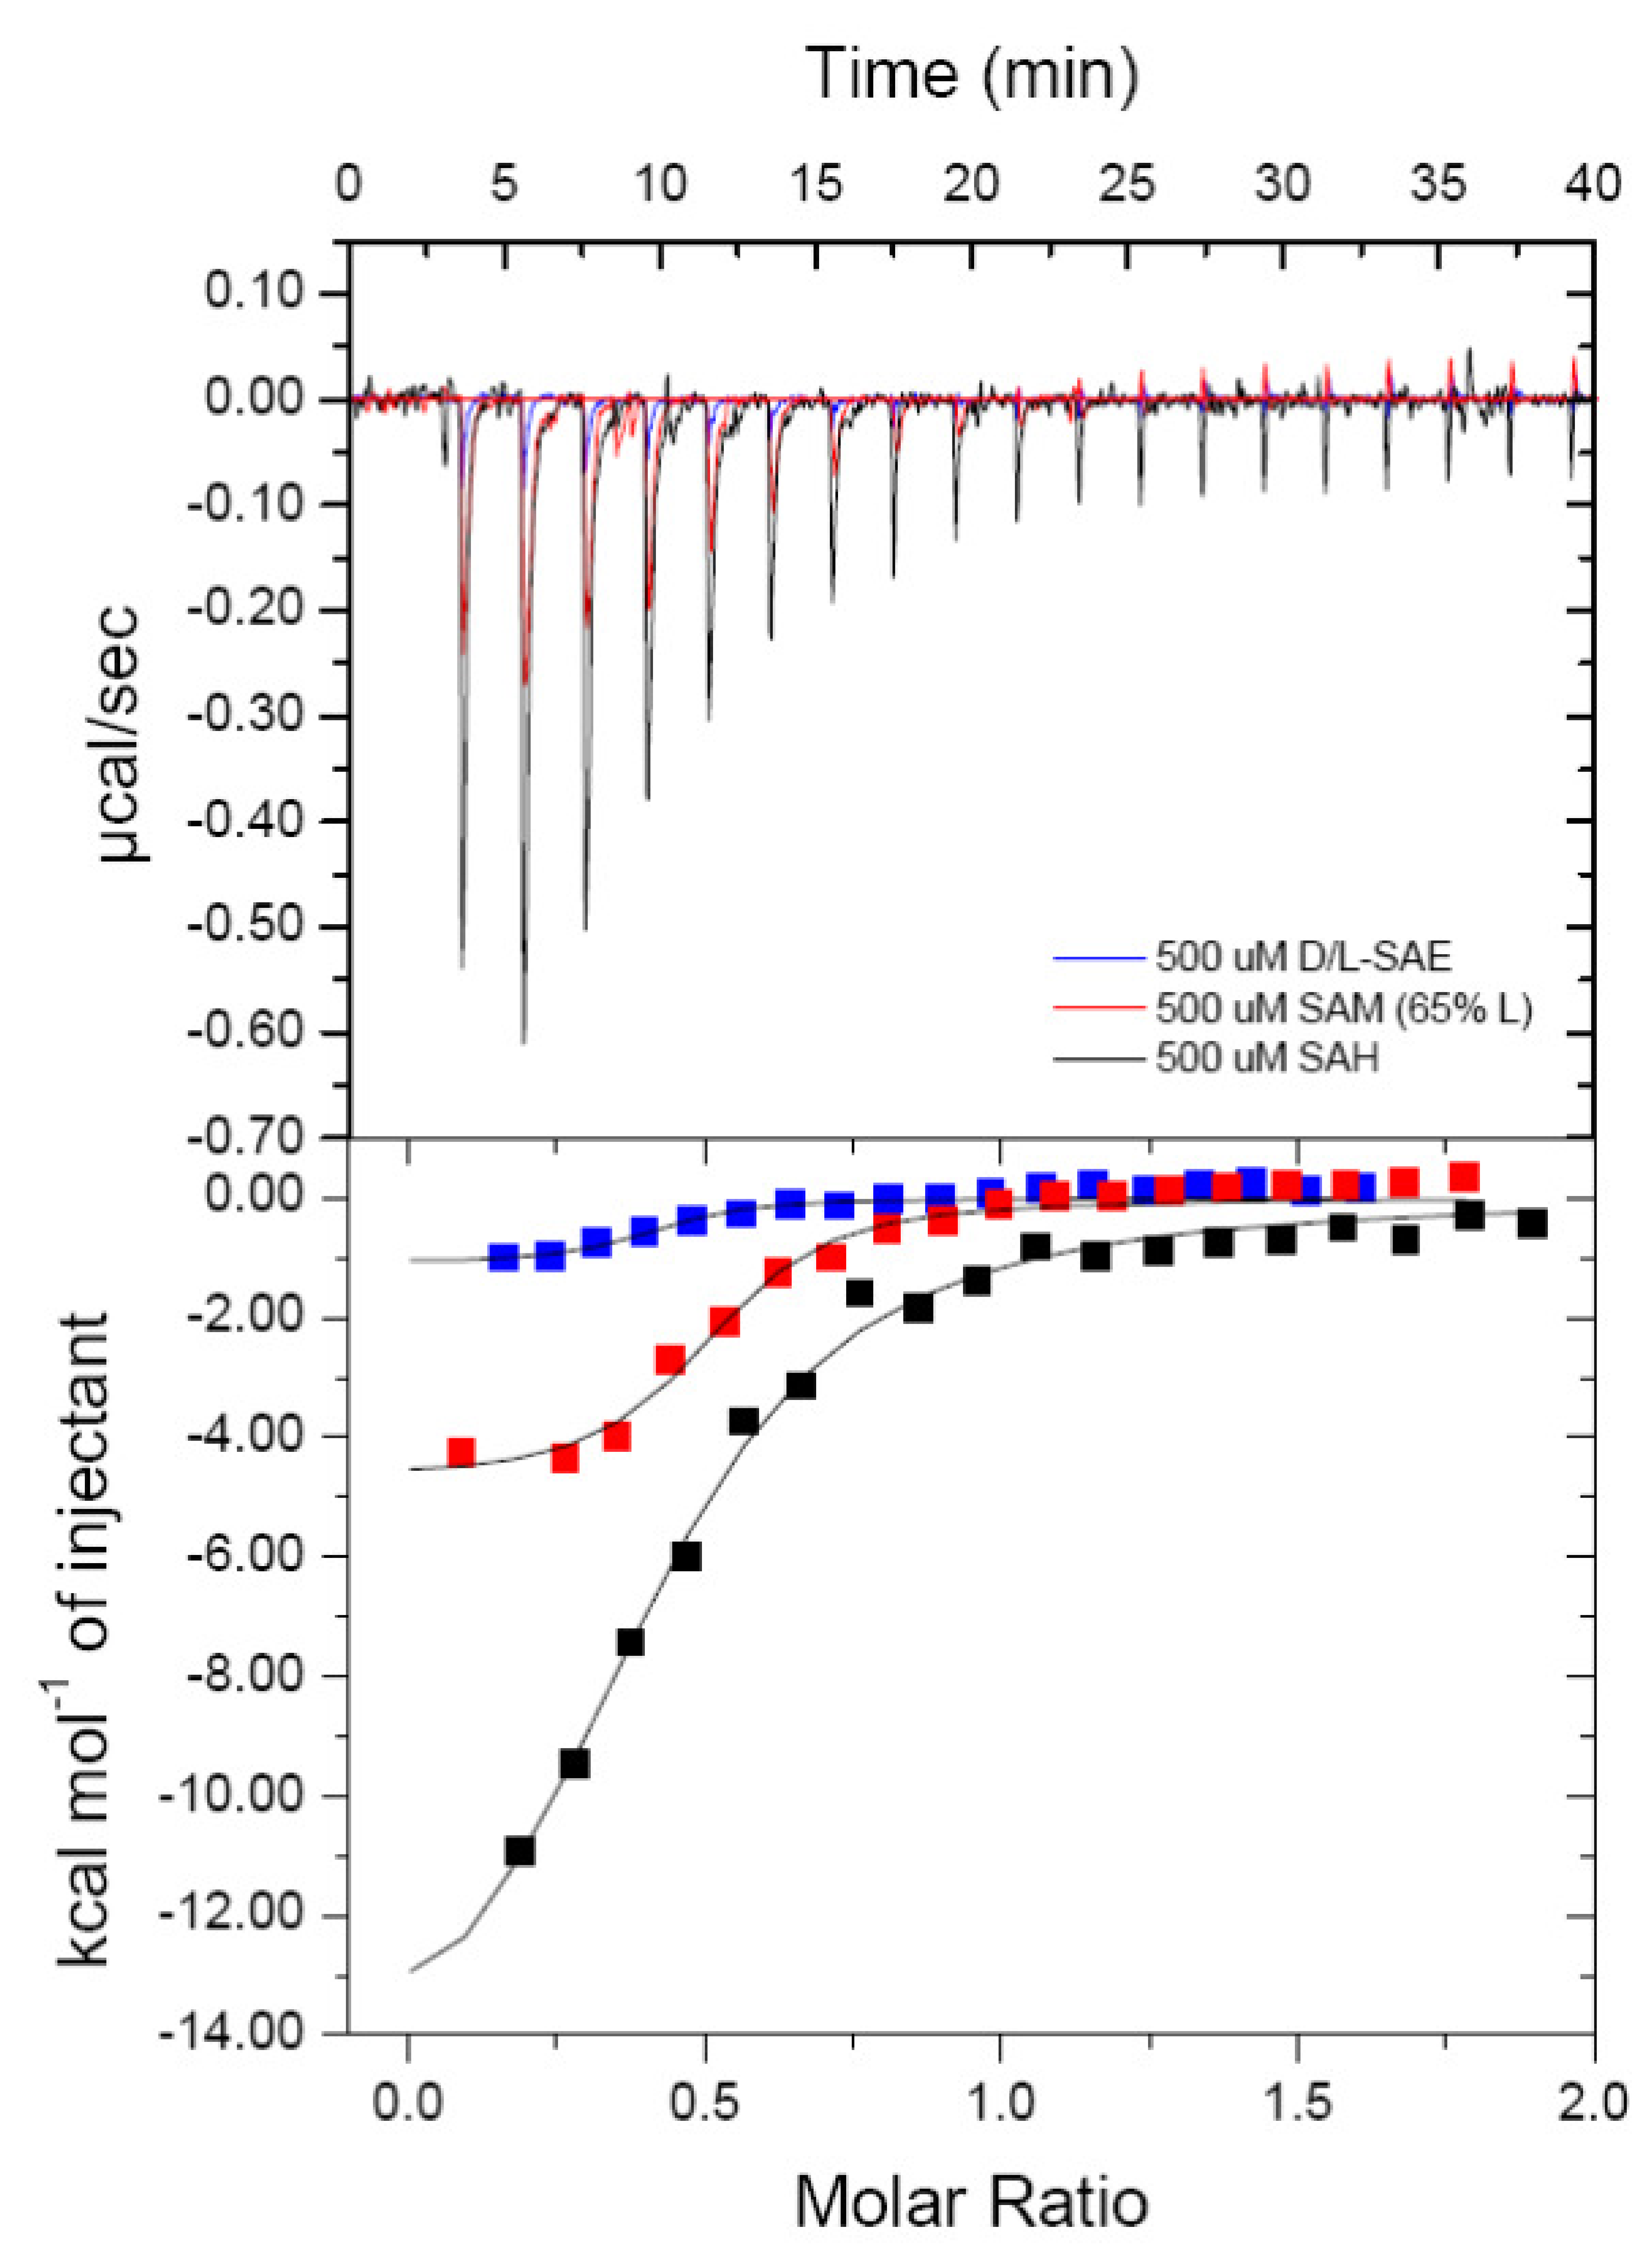 Time (min)
0 5 10 15 20 25 30 35 40
0.10
0.00
-0.10
-0.20
-0.30
-0.40
-0.50
-0.60
-0.70
µcal/sec
500 uM D/L-SAE
500 uM SAM (65% L)
500 uM SAH
0.00
-2.00
-4.00
-6.00
-8.00
-10.00
-12.00
-14.00
kcal mol⁻¹ of injectant
0.0 0.5 1.0 1.5 2.0
Molar Ratio